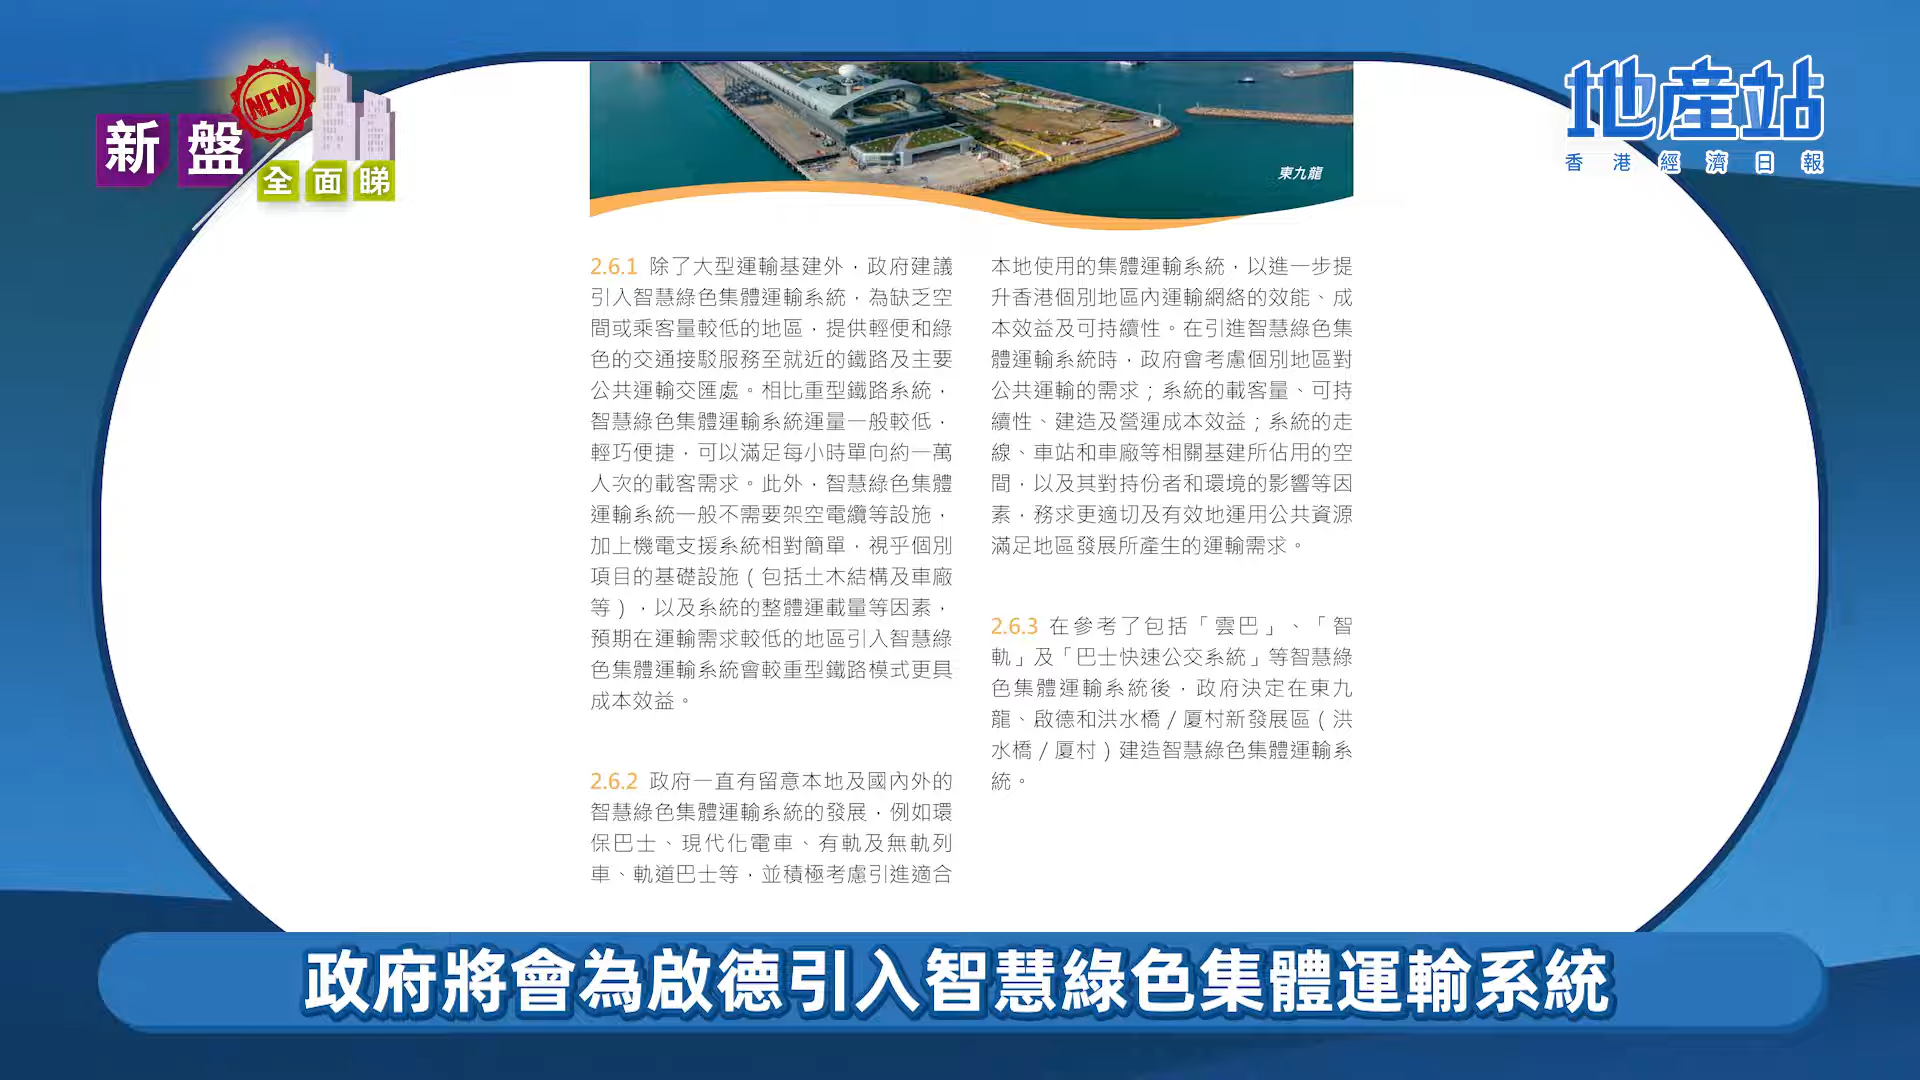 新盤
NEW
全面睇
地產站
香港經濟日報
東九龍
2.6.1 除了大型運輸基建外，政府建議
引入智慧綠色集體運輸系統，為缺乏空
間或乘客量較低的地區，提供輕便和綠
色的交通接駁服務至就近的鐵路及主要
公共運輸交匯處。相比重型鐵路系統，
智慧綠色集體運輸系統運量一般較低，
輕巧便捷，可以滿足每小時單向約一萬
人次的載客需求。此外，智慧綠色集體
運輸系統一般不需要架空電纜等設施，
加上機電支援系統相對簡單，視乎個別
項目的基礎設施（包括土木結構及車廠
等），以及系統的整體運載量等因素，
預期在運輸需求較低的地區引入智慧綠
色集體運輸系統會較重型鐵路模式更具
成本效益。
2.6.2 政府一直有留意本地及國內外的
智慧綠色集體運輸系統的發展，例如環
保巴士、現代化電車、有軌及無軌列
車、軌道巴士等，並積極考慮引進適合
本地使用的集體運輸系統，以進一步提
升香港個別地區內運輸網絡的效能、成
本效益及可持續性。在引進智慧綠色集
體運輸系統時，政府會考慮個別地區對
公共運輸的需求；系統的載客量、可持
續性、建造及營運成本效益；系統的走
線、車站和車廠等相關基建所佔用的空
間，以及其對持份者和環境的影響等因
素，務求更適切及有效地運用公共資源
滿足地區發展所產生的運輸需求。
2.6.3 在參考了包括「雲巴」、「智
軌」及「巴士快速公交系統」等智慧綠
色集體運輸系統後，政府決定在東九
龍、啟德和洪水橋／厦村新發展區（洪
水橋／厦村）建造智慧綠色集體運輸系
統。
政府將會為啟德引入智慧綠色集體運輸系統